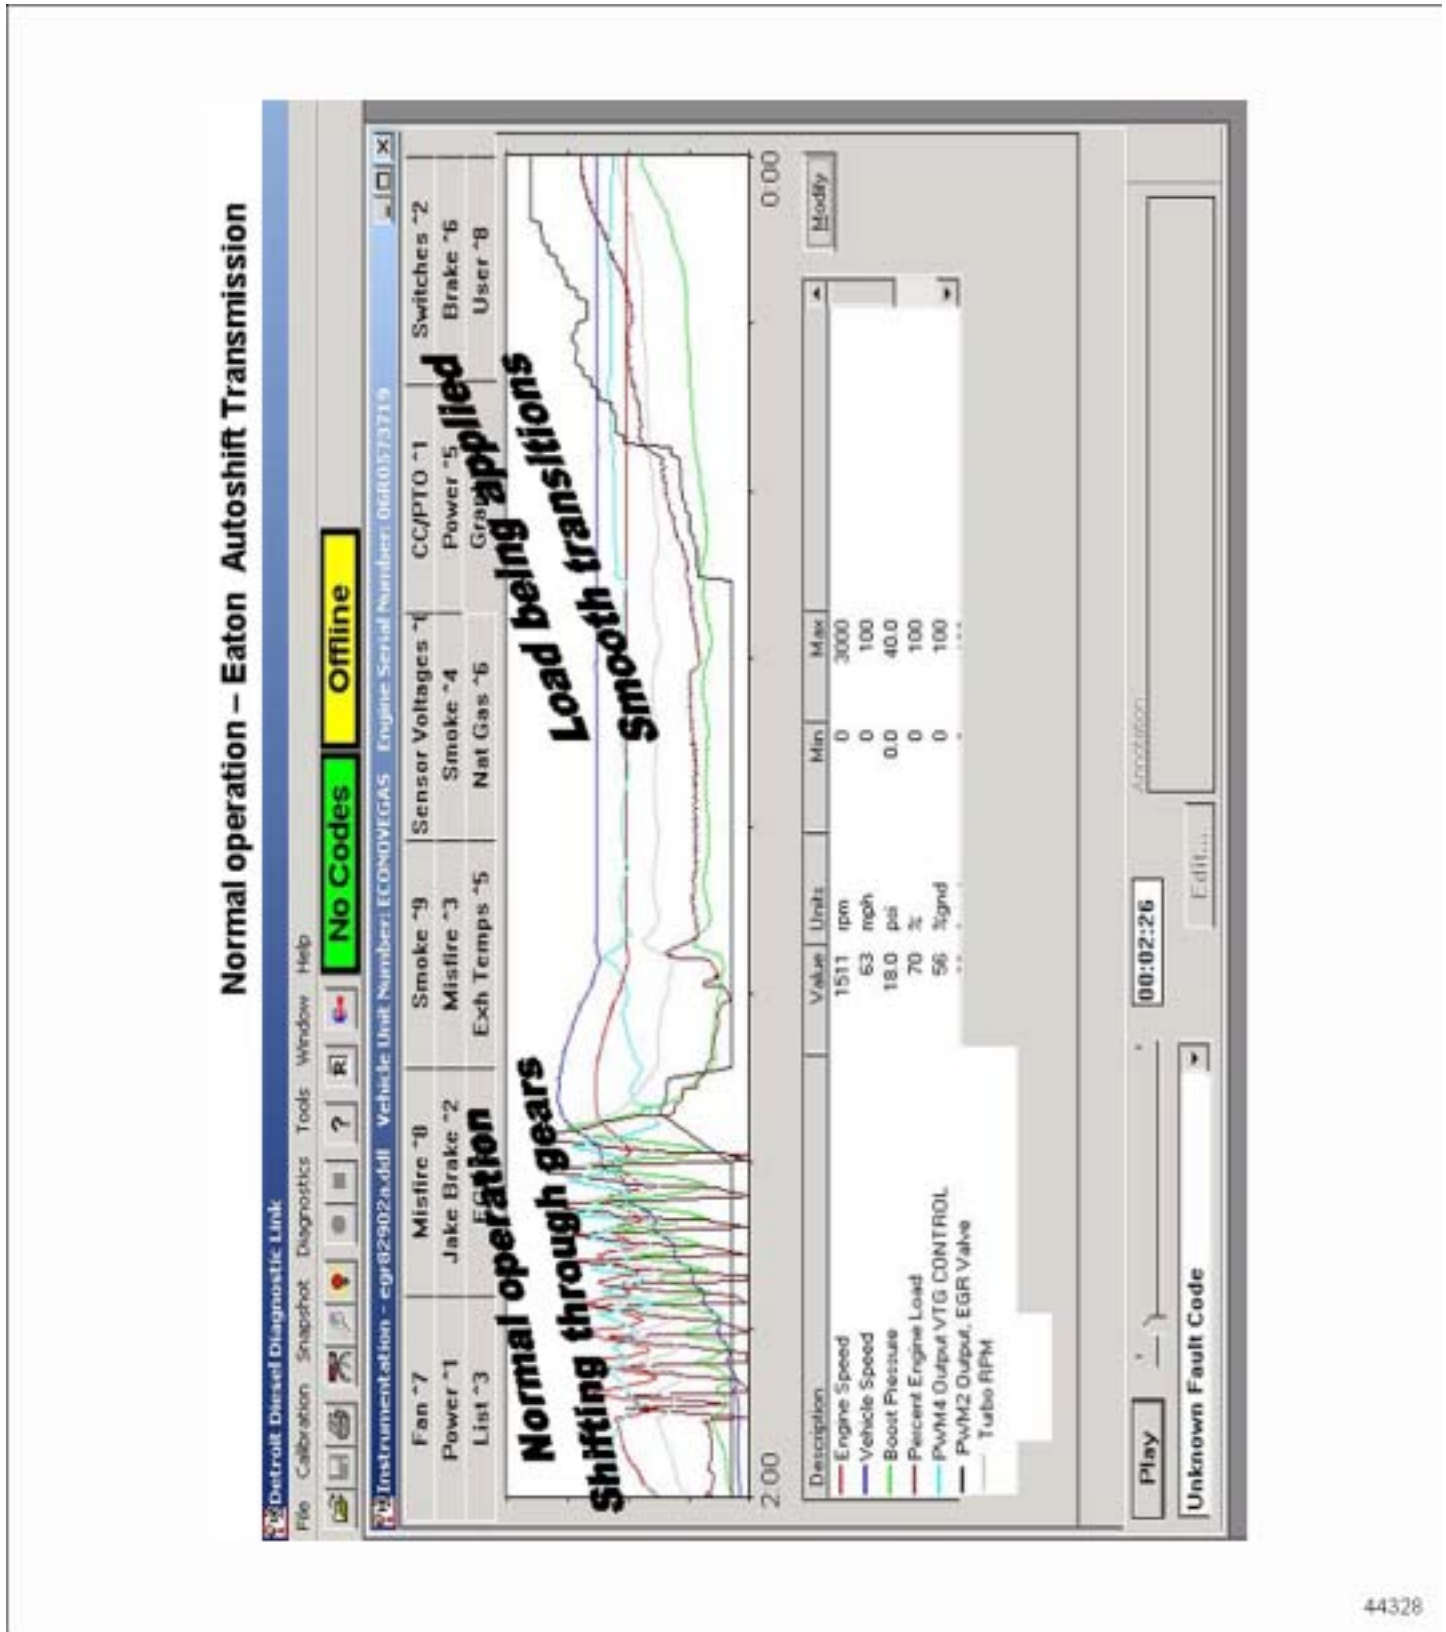 Normal operation – Eaton Autoshift Transmission
Detroit Diesel Diagnostic Link
File Calibration Snapshot Diagnostics Tools Window Help
? R No Codes Offline
Instrumentation - egr82902a.ddl Vehicle Unit Number: ECONOVEGAS Engine Serial Number: 06R0573719
Fan ^7 Misfire ^8 Smoke ^9 Sensor Voltages CC/PTO ^1 Switches ^2
Power ^1 Jake Brake ^2 Misfire ^3 Smoke ^4 Power ^5 Brake ^6
List ^3 Exh Temps ^5 Nat Gas ^6 User ^8
Normal operation
Shifting through gears
Load being applied
Smooth transitions
2:00 0:00
Description Value Units Min Max
Engine Speed 1511 rpm 0 3000
Vehicle Speed 63 mph 0 100
Boost Pressure 18.0 psi 0.0 40.0
Percent Engine Load 70 % 0 100
PWM4 Output VTG CONTROL 56 %gnd 0 100
PWM2 Output, EGR Valve
Turbo RPM
Modify
Play 00:02:26 Annotation
Unknown Fault Code Edit...
44328